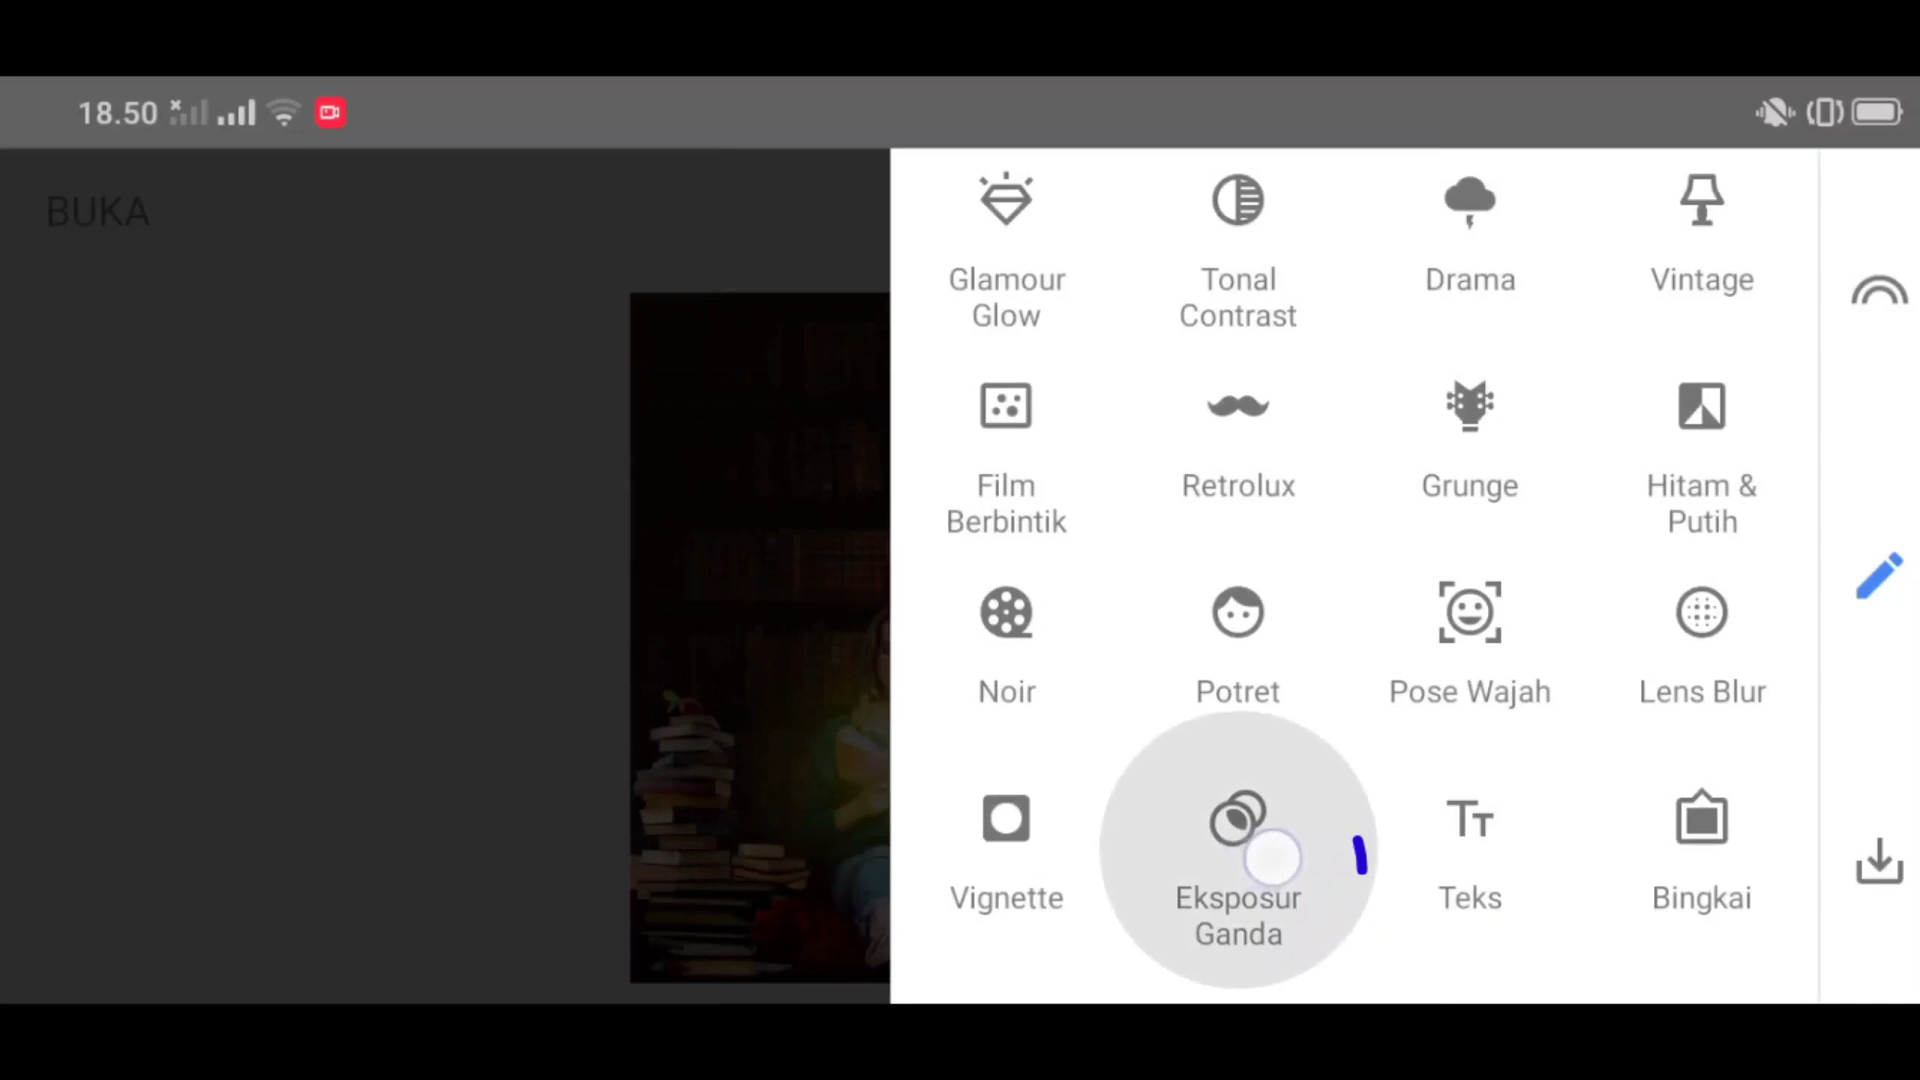 18.50
BUKA
Glamour
Glow
Tonal
Contrast
Drama
Vintage
Film
Berbintik
Retrolux
Grunge
Hitam &
Putih
Noir
Potret
Pose Wajah
Lens Blur
Vignette
Eksposur
Ganda
Teks
Bingkai